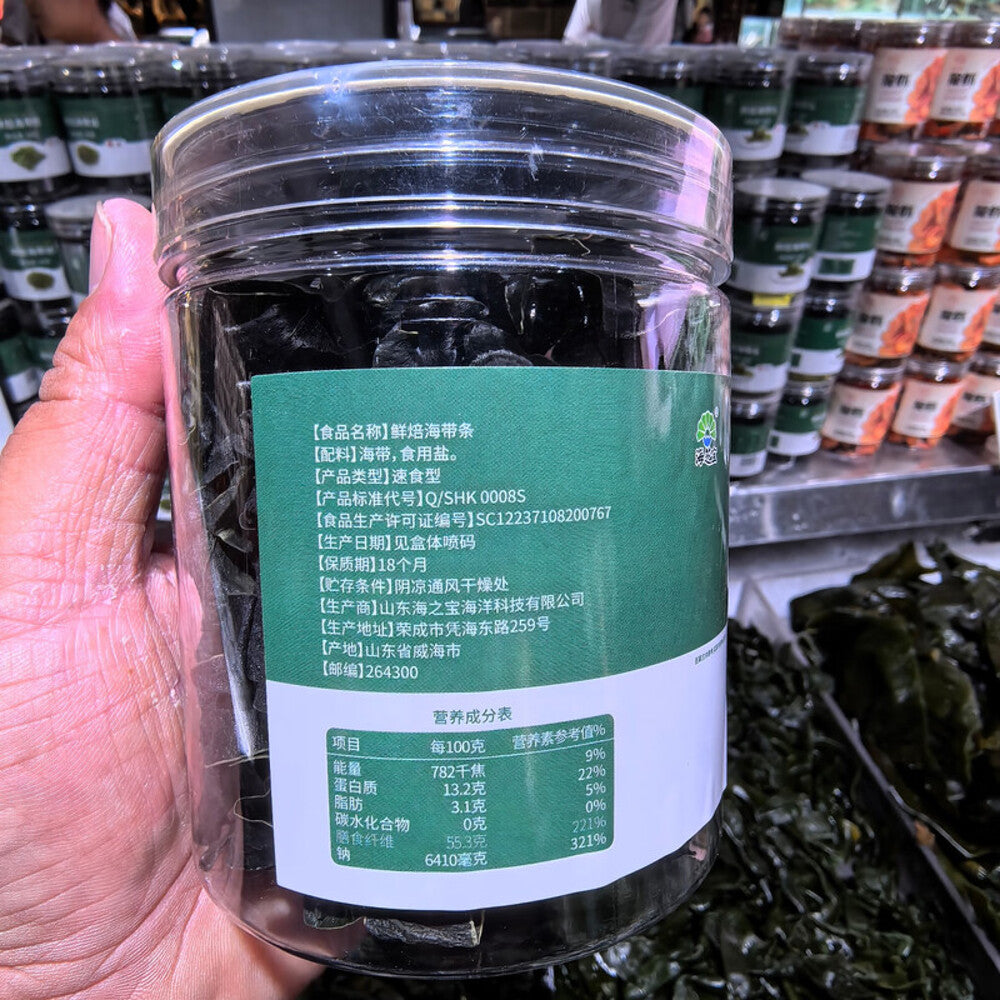 【食品名称】鲜焙海带条
【配料】海带，食用盐。
【产品类型】速食型
【产品标准代号】Q/SHK 0008S
【食品生产许可证编号】SC12237108200767
【生产日期】见盒体喷码
【保质期】18个月
【贮存条件】阴凉通风干燥处
【生产商】山东海之宝海洋科技有限公司
【生产地址】荣成市凭海东路259号
【产地】山东省威海市
【邮编】264300
海之宝
®
营养成分表
项目 每100克 营养素参考值%
能量 782千焦 9%
蛋白质 13.2克 22%
脂肪 3.1克 5%
碳水化合物 0克 0%
膳食纤维 55.3克 221%
钠 6410毫克 321%